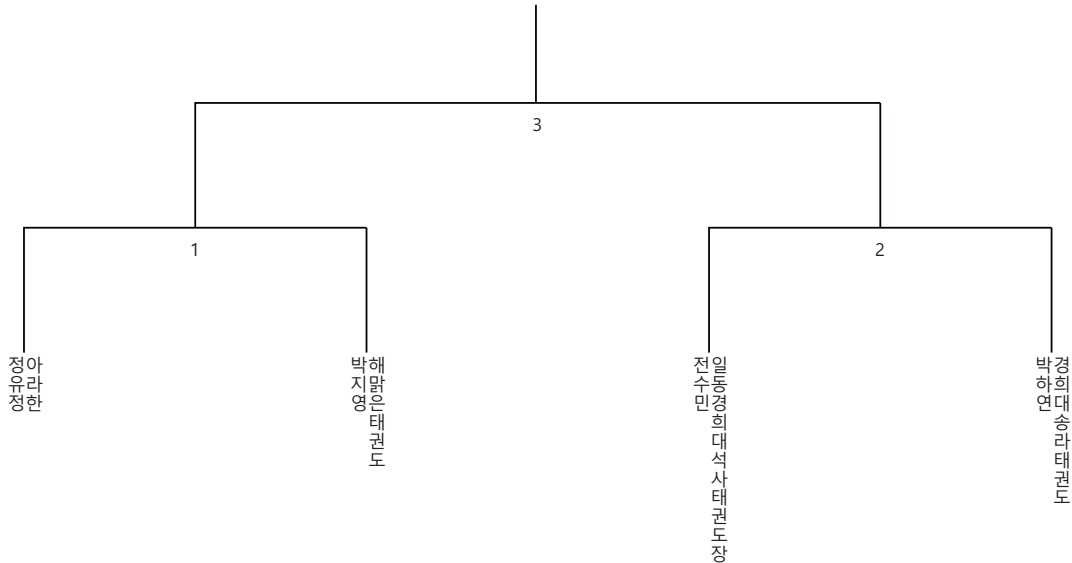 3
1
2
정유정
아라한
박지영
해맑은태권도
전수민
일동경희대석사태권도장
박하연
경희대송라태권도